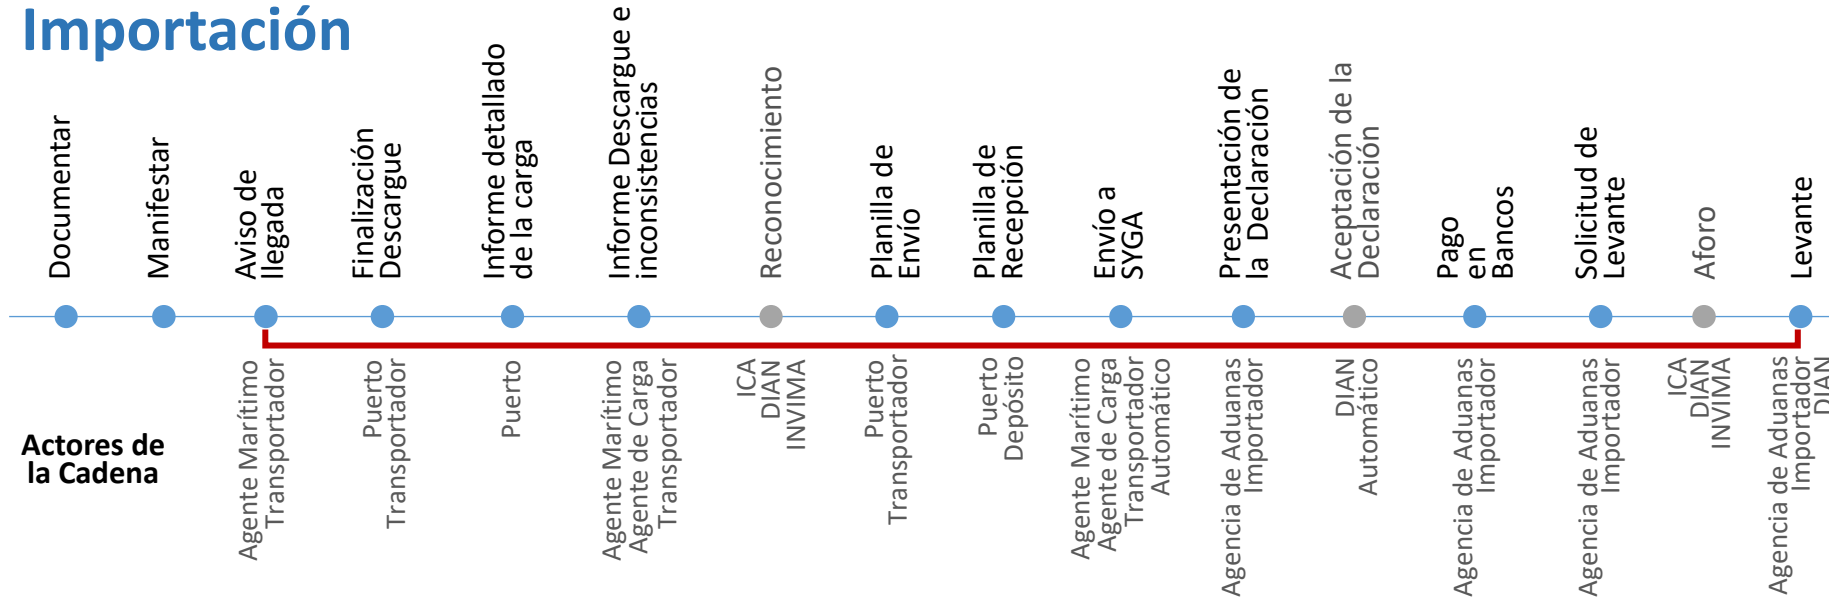 Importación
Documentar
Manifestar
Aviso de
llegada
Finalización
Descargue
Informe detallado
de la carga
Informe Descargue e
inconsistencias
Reconocimiento
Planilla de
Envío
Planilla de
Recepción
Envío a
SYGA
Presentación de
la Declaración
Aceptación de la
Declaración
Pago
en
Bancos
Solicitud de
Levante
Aforo
Levante
Actores de
la Cadena
Agente Marítimo
Transportador
Puerto
Transportador
Puerto
Agente Marítimo
Agente de Carga
Transportador
ICA
DIAN
INVIMA
Puerto
Transportador
Puerto
Depósito
Agente Marítimo
Agente de Carga
Transportador
Automático
Agencia de Aduanas
Importador
DIAN
Automático
Agencia de Aduanas
Importador
Agencia de Aduanas
Importador
ICA
DIAN
INVIMA
Agencia de Aduanas
Importador
DIAN